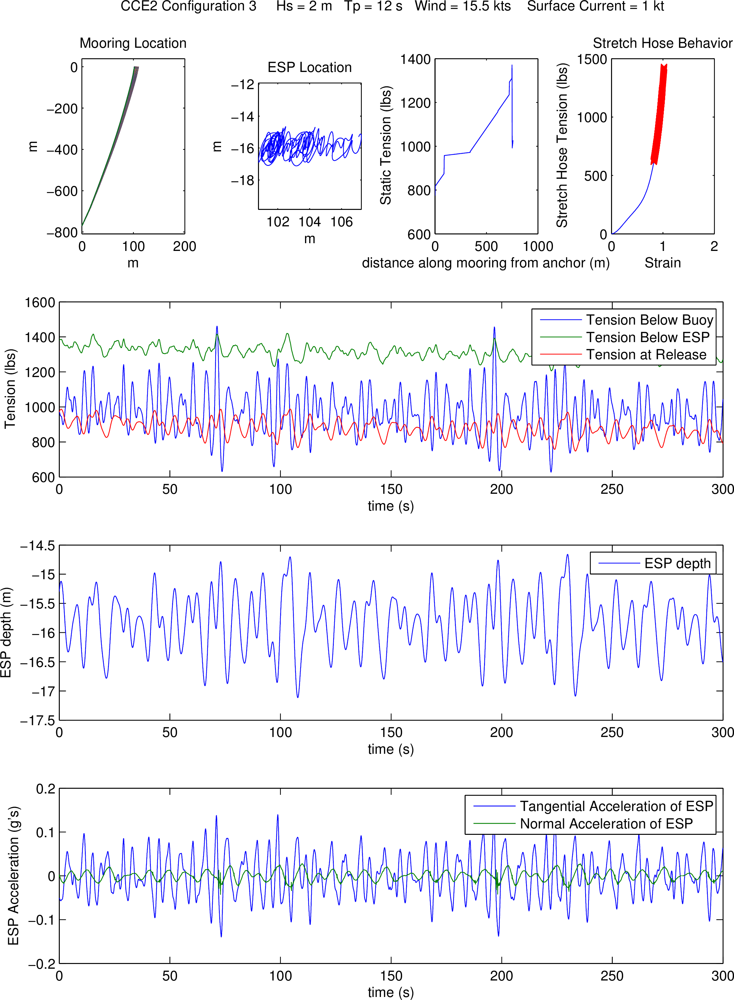 CCE2 Configuration 3 Hs = 2 m Tp = 12 s Wind = 15.5 kts Surface Current = 1 kt
Mooring Location
0
−200
−400
−600
−800
m
0 100 200
m
ESP Location
−12
−14
−16
−18
m
102 104 106
m
1400
1200
1000
800
600
Static Tension (lbs)
0 500 1000
distance along mooring from anchor (m)
Stretch Hose Behavior
1500
1000
500
0
Stretch Hose Tension (lbs)
0 1 2
Strain
1600
1400
1200
1000
800
600
Tension (lbs)
Tension Below Buoy
Tension Below ESP
Tension at Release
0 50 100 150 200 250 300
time (s)
−14.5
−15
−15.5
−16
−16.5
−17
−17.5
ESP depth (m)
ESP depth
0 50 100 150 200 250 300
time (s)
0.2
0.1
0
−0.1
−0.2
ESP Acceleration (g's)
Tangential Acceleration of ESP
Normal Acceleration of ESP
0 50 100 150 200 250 300
time (s)